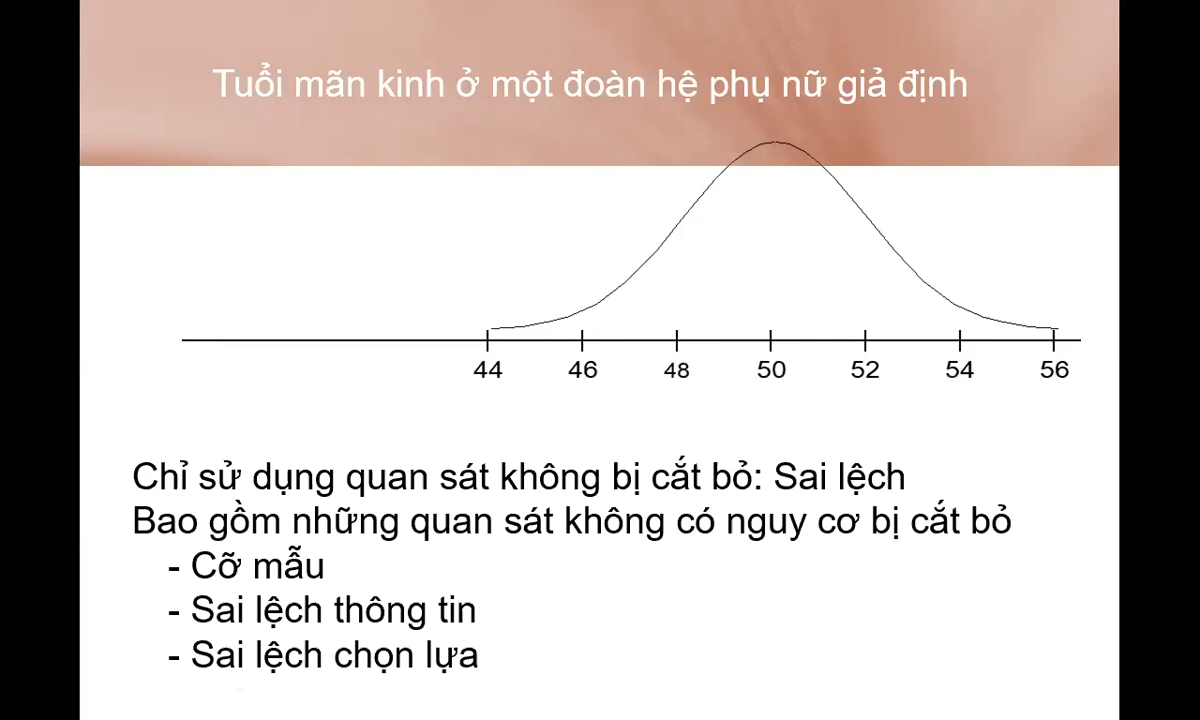 Tuổi mãn kinh ở một đoàn hệ phụ nữ giả định
44 46 48 50 52 54 56
Chỉ sử dụng quan sát không bị cắt bỏ: Sai lệch
Bao gồm những quan sát không có nguy cơ bị cắt bỏ
- Cỡ mẫu
- Sai lệch thông tin
- Sai lệch chọn lựa